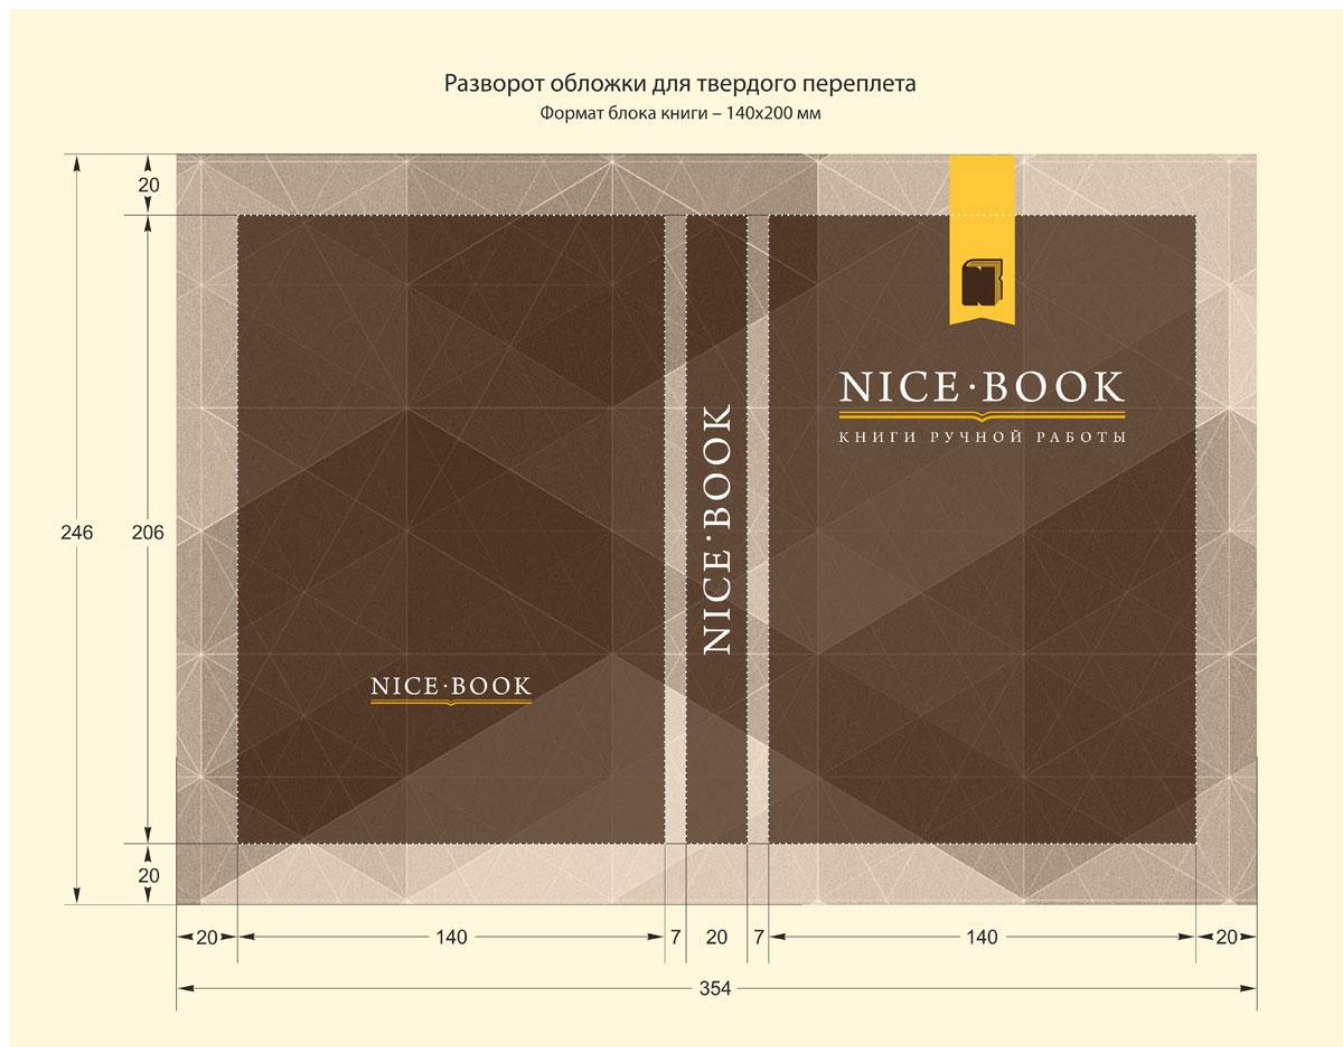 Разворот обложки для твердого переплета
Формат блока книги – 140x200 мм
20
246
206
20
NICE·BOOK
КНИГИ РУЧНОЙ РАБОТЫ
NICE·BOOK
NICE·BOOK
20 140 7 20 7 140 20
354